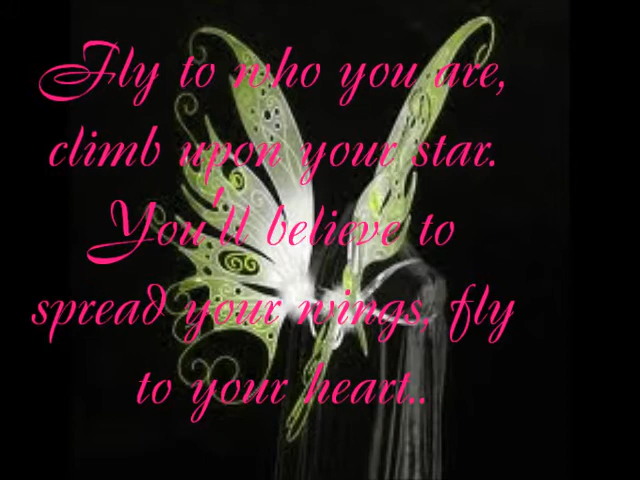 Fly to who you are,
climb upon your star.
You'll believe to
spread your wings, fly
to your heart..